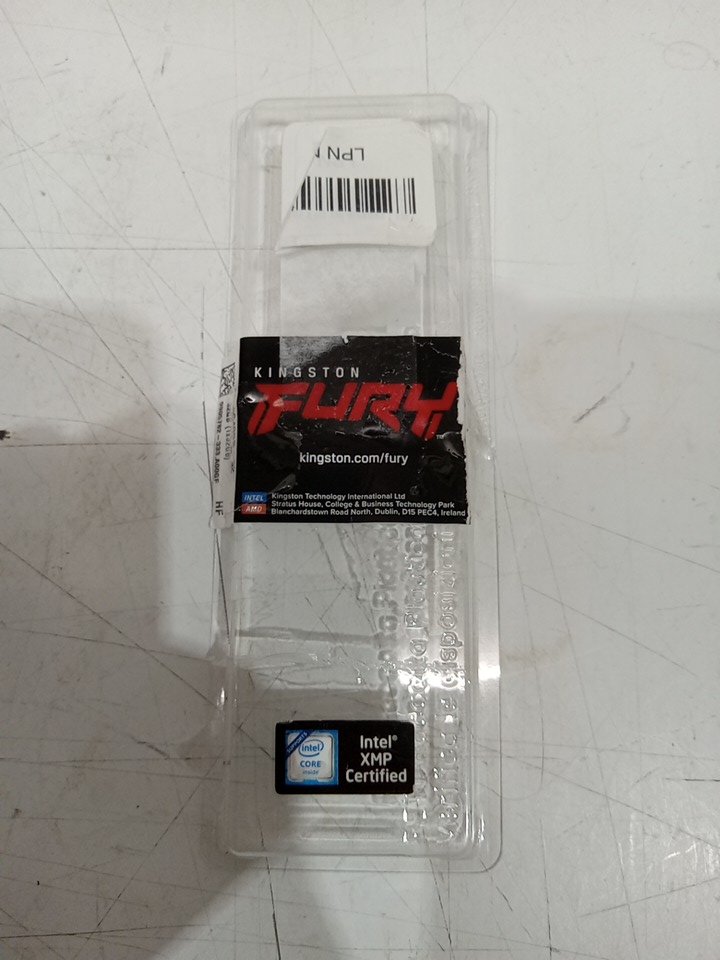 LPN
KINGSTON
FURY
kingston.com/fury
INTEL
AMD
Kingston Technology International Ltd
Stratus House, College & Business Technology Park
Blanchardstown Road North, Dublin, D15 PEC4, Ireland
HF
SUPPORTS
intel
CORE
inside
Intel®
XMP
Certified